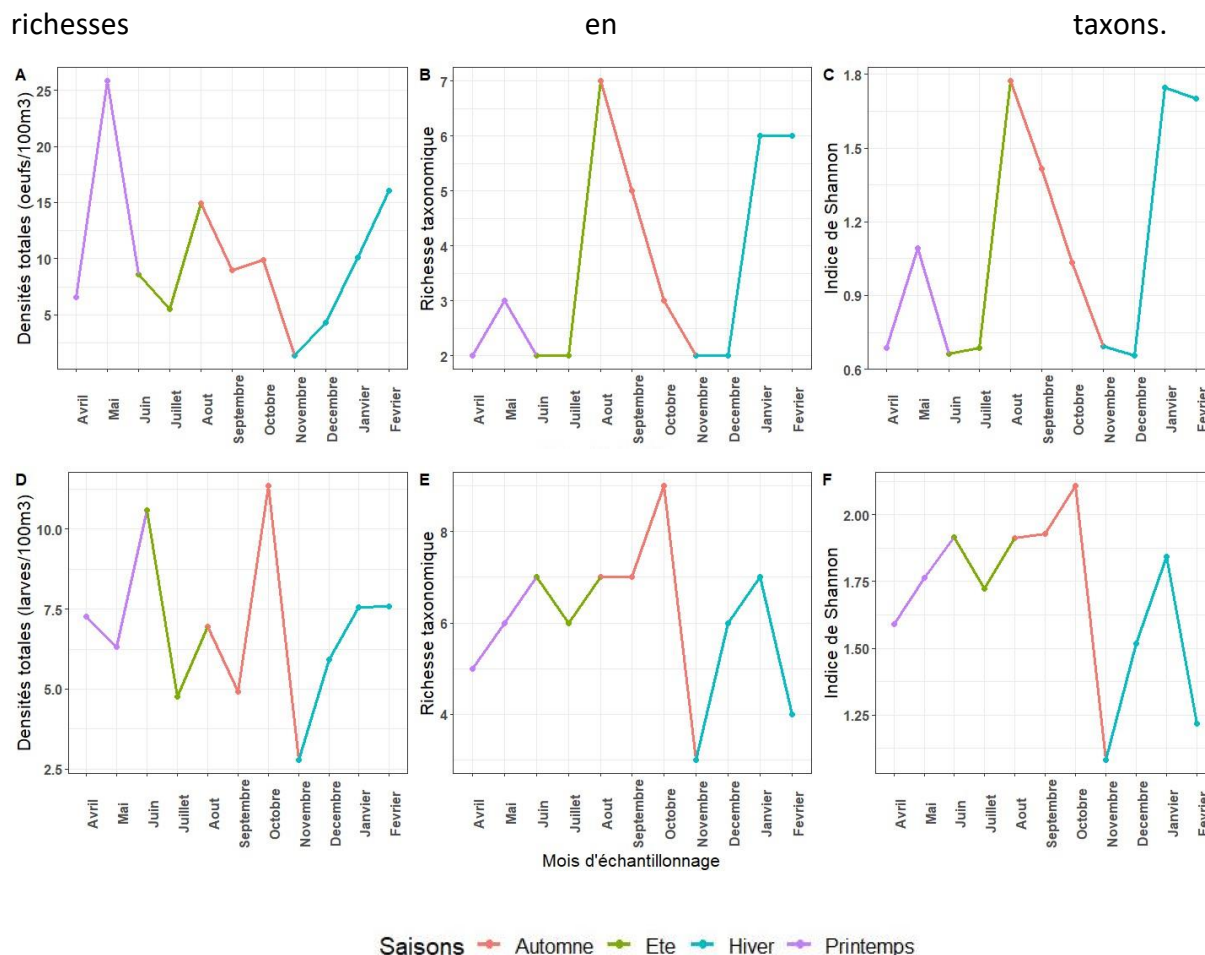 richesses en taxons.
A
Densités totales (oeufs/100m3)
25
20
15
10
5
Avril
Mai
Juin
Juillet
Aout
Septembre
Octobre
Novembre
Decembre
Janvier
Fevrier
B
Richesse taxonomique
7
6
5
4
3
2
Avril
Mai
Juin
Juillet
Aout
Septembre
Octobre
Novembre
Decembre
Janvier
Fevrier
C
Indice de Shannon
1.8
1.5
1.2
0.9
0.6
Avril
Mai
Juin
Juillet
Aout
Septembre
Octobre
Novembre
Decembre
Janvier
Fevrier
D
Densités totales (larves/100m3)
10.0
7.5
5.0
2.5
Avril
Mai
Juin
Juillet
Aout
Septembre
Octobre
Novembre
Decembre
Janvier
Fevrier
E
Richesse taxonomique
8
6
4
Avril
Mai
Juin
Juillet
Aout
Septembre
Octobre
Novembre
Decembre
Janvier
Fevrier
F
Indice de Shannon
2.00
1.75
1.50
1.25
Avril
Mai
Juin
Juillet
Aout
Septembre
Octobre
Novembre
Decembre
Janvier
Fevrier
Mois d'échantillonnage
Saisons Automne Ete Hiver Printemps